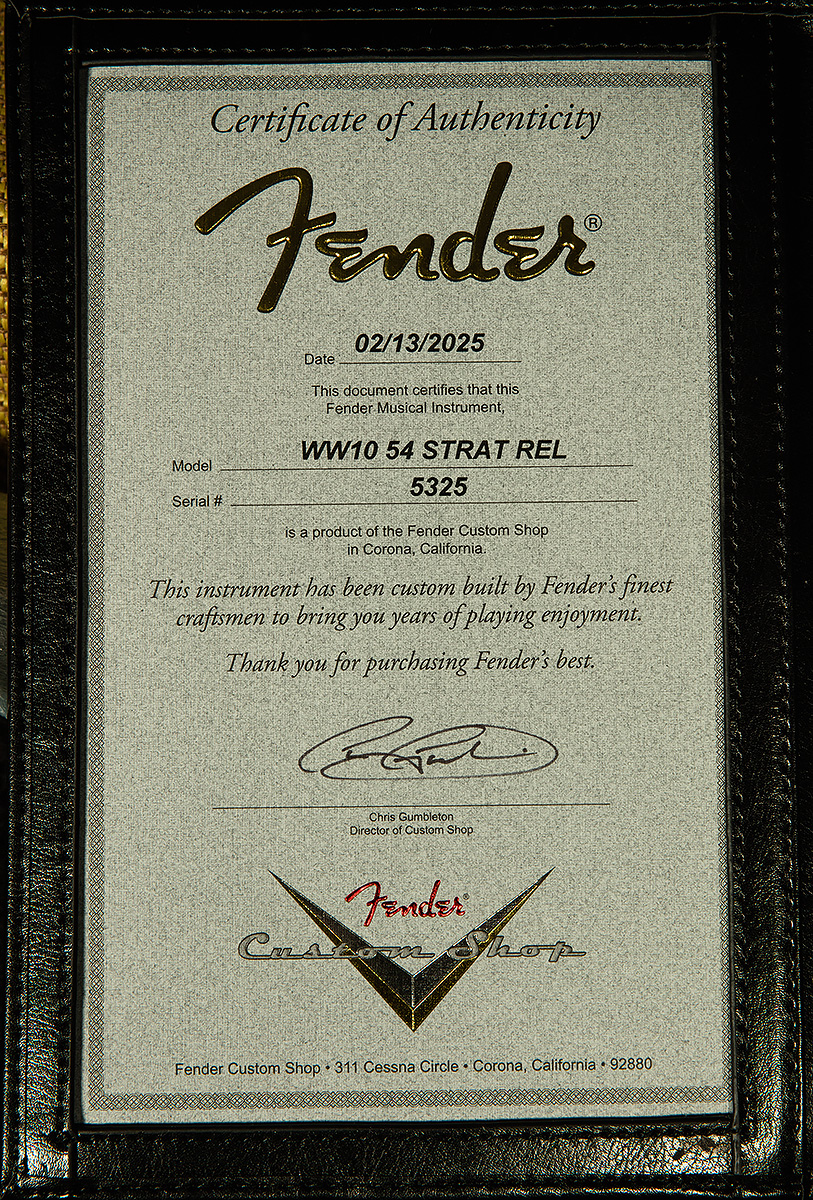 Certificate of Authenticity
Fender®
Date 02/13/2025
This document certifies that this
Fender Musical Instrument,
Model WW10 54 STRAT REL
Serial # 5325
is a product of the Fender Custom Shop
in Corona, California.
This instrument has been custom built by Fender's finest
craftsmen to bring you years of playing enjoyment.
Thank you for purchasing Fender's best.
Chris Gumbleton
Director of Custom Shop
Fender®
Custom Shop
Fender Custom Shop • 311 Cessna Circle • Corona, California • 92880